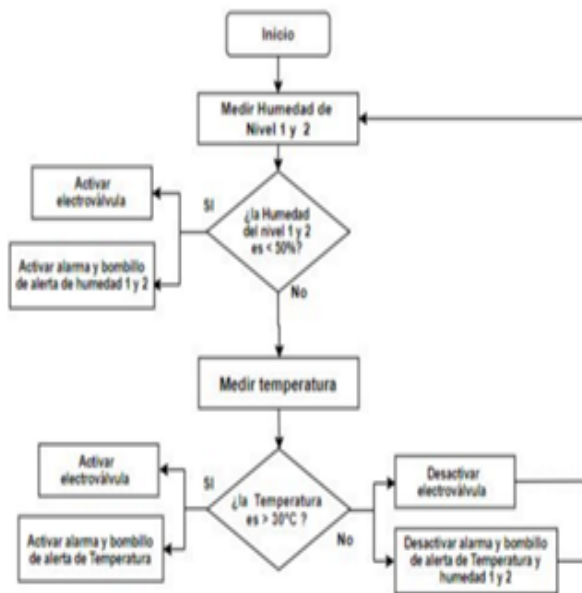 Inicio
Medir Humedad de
Nivel 1 y 2
Activar
electroválvula
SI
¿la Humedad
del nivel 1 y 2
es < 50%?
Activar alarma y bombillo
de alerta de humedad 1 y 2
No
Medir temperatura
Activar
electroválvula
SI
¿la Temperatura
es > 30°C ?
No
Desactivar
electroválvula
Activar alarma y bombillo
de alerta de Temperatura
Desactivar alarma y bombillo
de alerta de Temperatura y
humedad 1 y 2